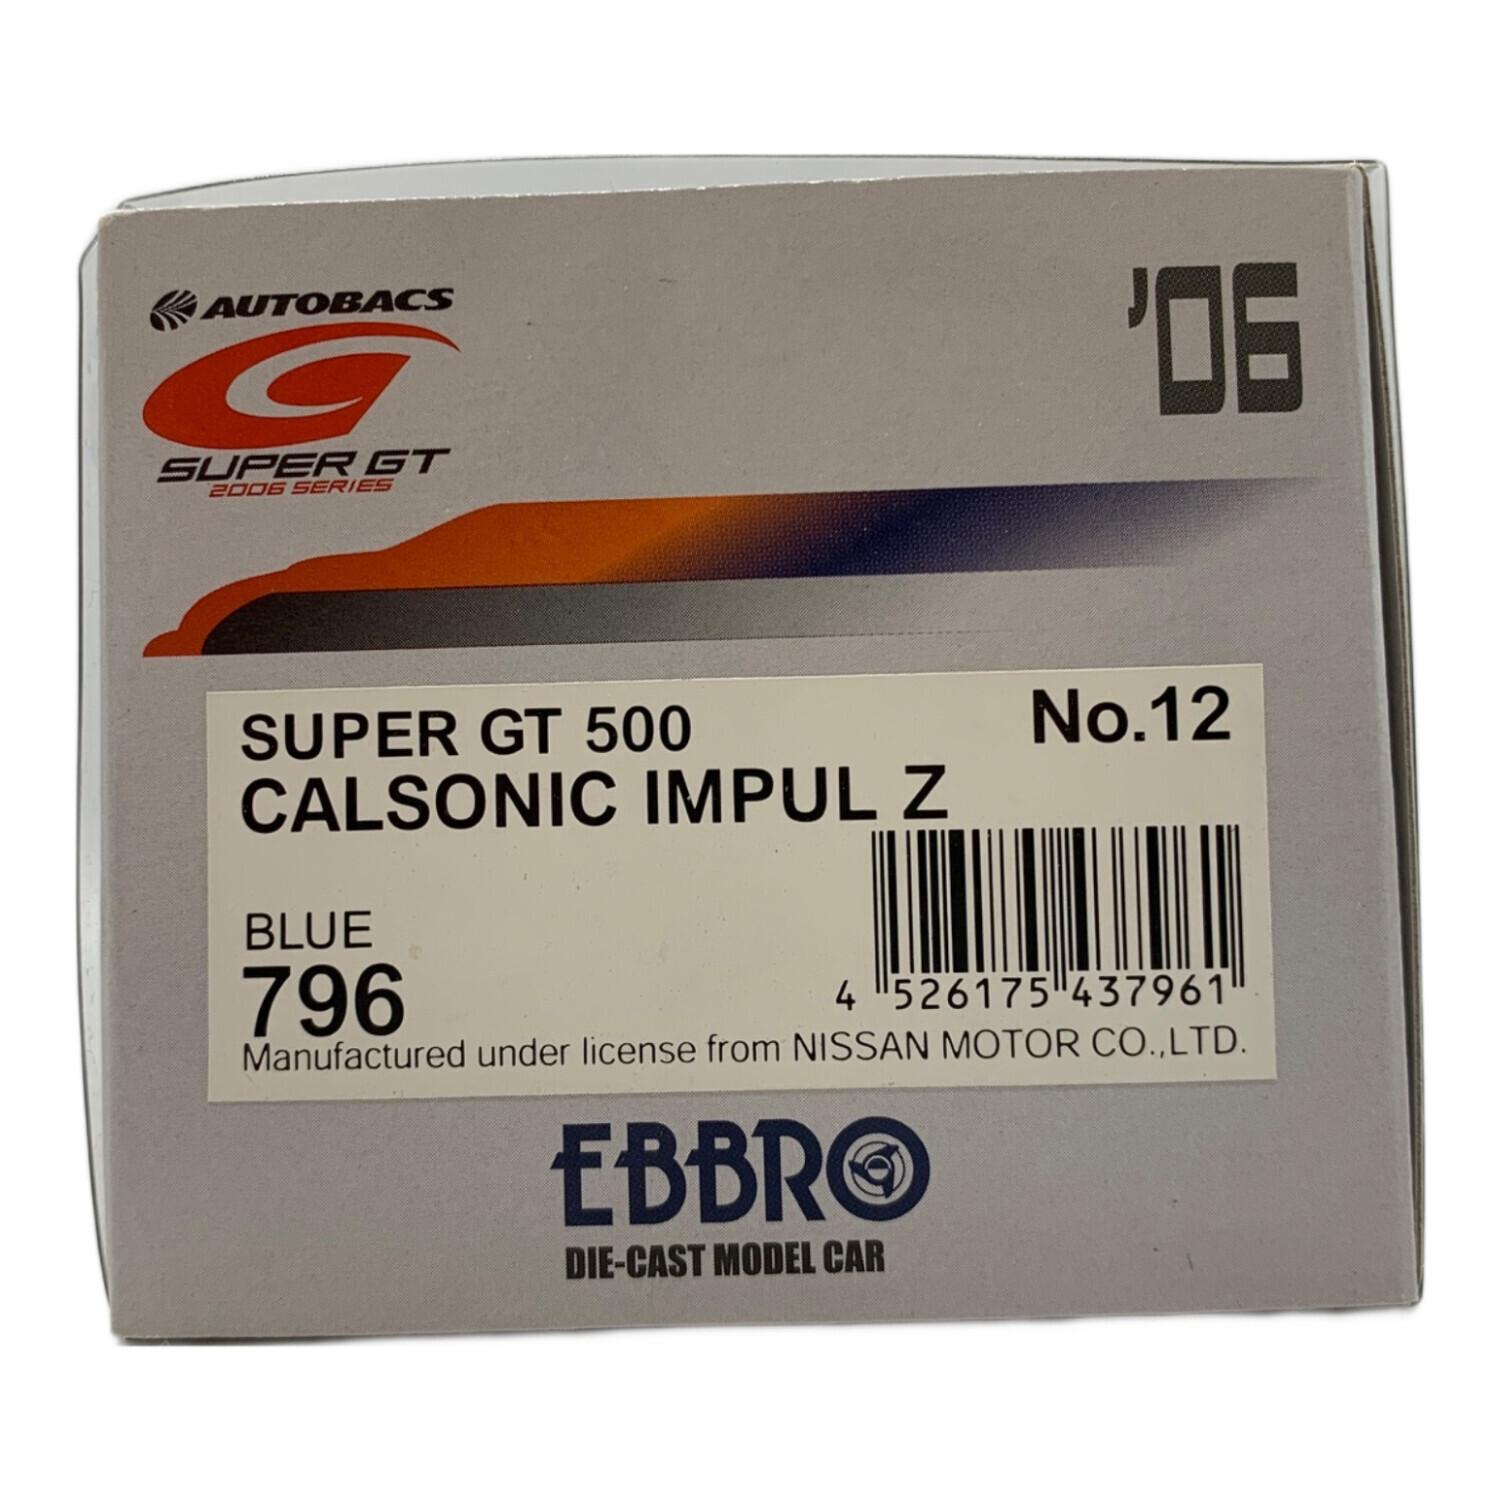 AUTOBACS
'06
SUPER GT
2006 SERIES
SUPER GT 500
No.12
CALSONIC IMPUL Z
BLUE
796
4 526175 437961
Manufactured under license from NISSAN MOTOR CO.,LTD.
EBBRO
DIE-CAST MODEL CAR